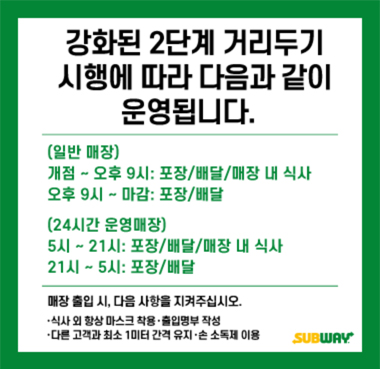 강화된 2단계 거리두기
시행에 따라 다음과 같이
운영됩니다.
(일반 매장)
개점 ~ 오후 9시: 포장/배달/매장 내 식사
오후 9시 ~ 마감: 포장/배달
(24시간 운영매장)
5시 ~ 21시: 포장/배달/매장 내 식사
21시 ~ 5시: 포장/배달
매장 출입 시, 다음 사항을 지켜주십시오.
·식사 외 항상 마스크 착용 ·출입명부 작성
·다른 고객과 최소 1미터 간격 유지 ·손 소독제 이용
SUBWAY